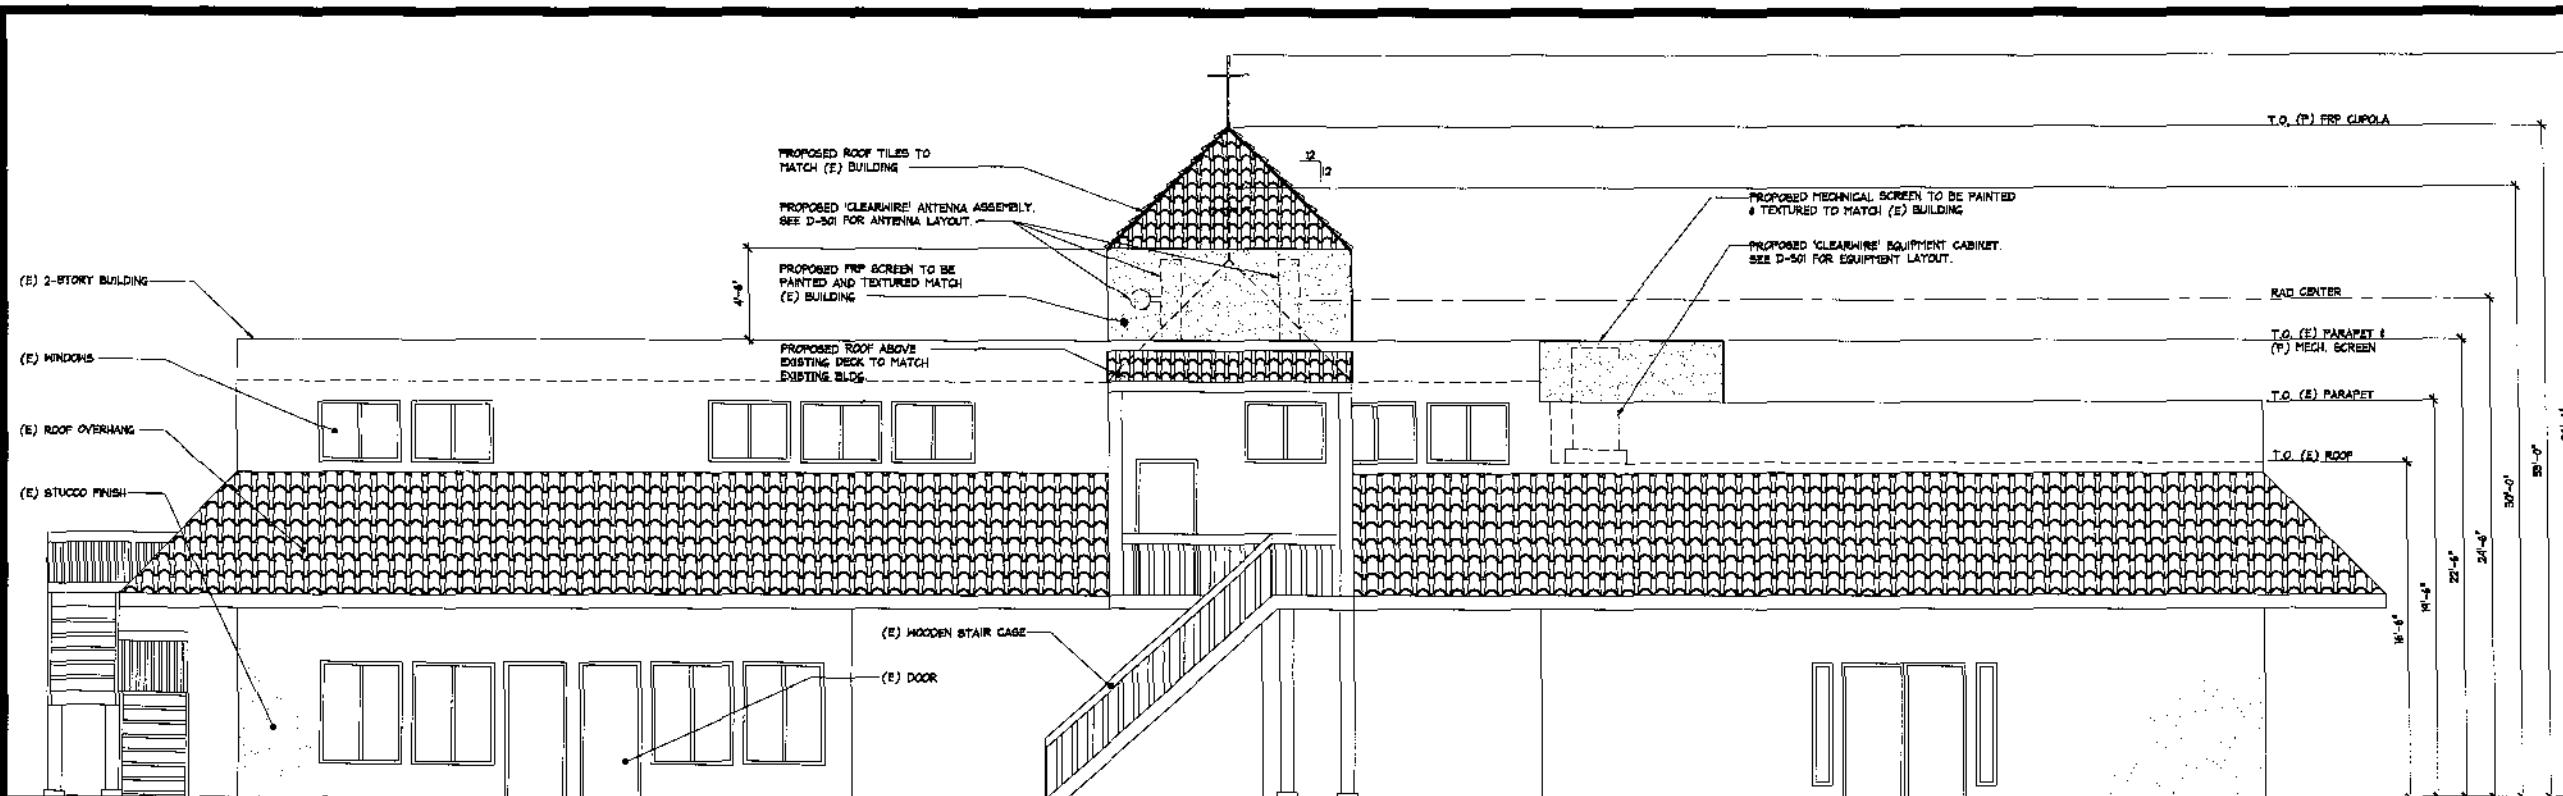 T.O. (P) FRP CUPOLA
PROPOSED ROOF TILES TO
MATCH (E) BUILDING
12
12
PROPOSED 'CLEARWIRE' ANTENNA ASSEMBLY.
SEE D-501 FOR ANTENNA LAYOUT.
PROPOSED MECHNICAL SCREEN TO BE PAINTED
& TEXTURED TO MATCH (E) BUILDING
PROPOSED 'CLEARWIRE' EQUIPMENT CABINET.
SEE D-501 FOR EQUIPMENT LAYOUT.
PROPOSED FRP SCREEN TO BE
PAINTED AND TEXTURED MATCH
(E) BUILDING
4'-6"
(E) 2-STORY BUILDING
RAD CENTER
T.O. (E) PARAPET &
(P) MECH. SCREEN
PROPOSED ROOF ABOVE
EXISTING DECK TO MATCH
EXISTING BLDG
(E) WINDOWS
T.O. (E) PARAPET
(E) ROOF OVERHANG
T.O. (E) ROOF
(E) STUCCO FINISH
16'-6"
19'-6"
22'-6"
24'-6"
30'-0"
33'-0"
(E) WOODEN STAIR CASE
(E) DOOR